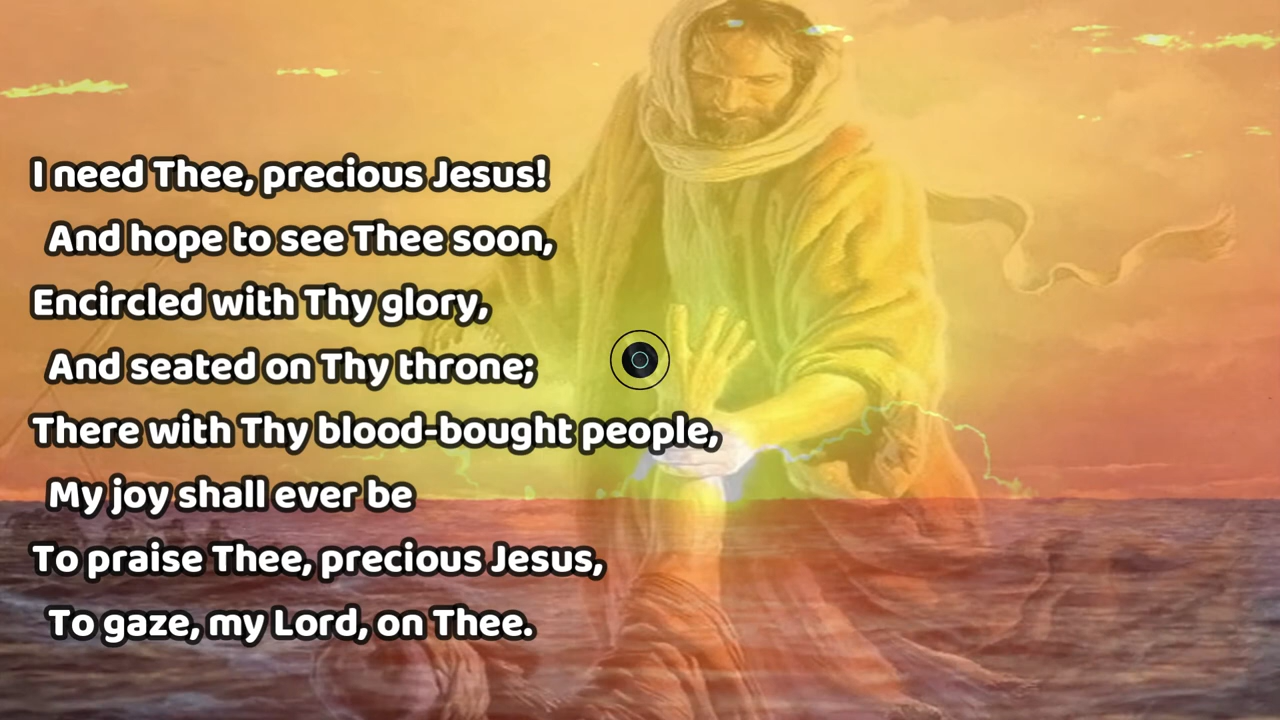 I need Thee, precious Jesus!
And hope to see Thee soon,
Encircled with Thy glory,
And seated on Thy throne;
There with Thy blood-bought people,
My joy shall ever be
To praise Thee, precious Jesus,
To gaze, my Lord, on Thee.